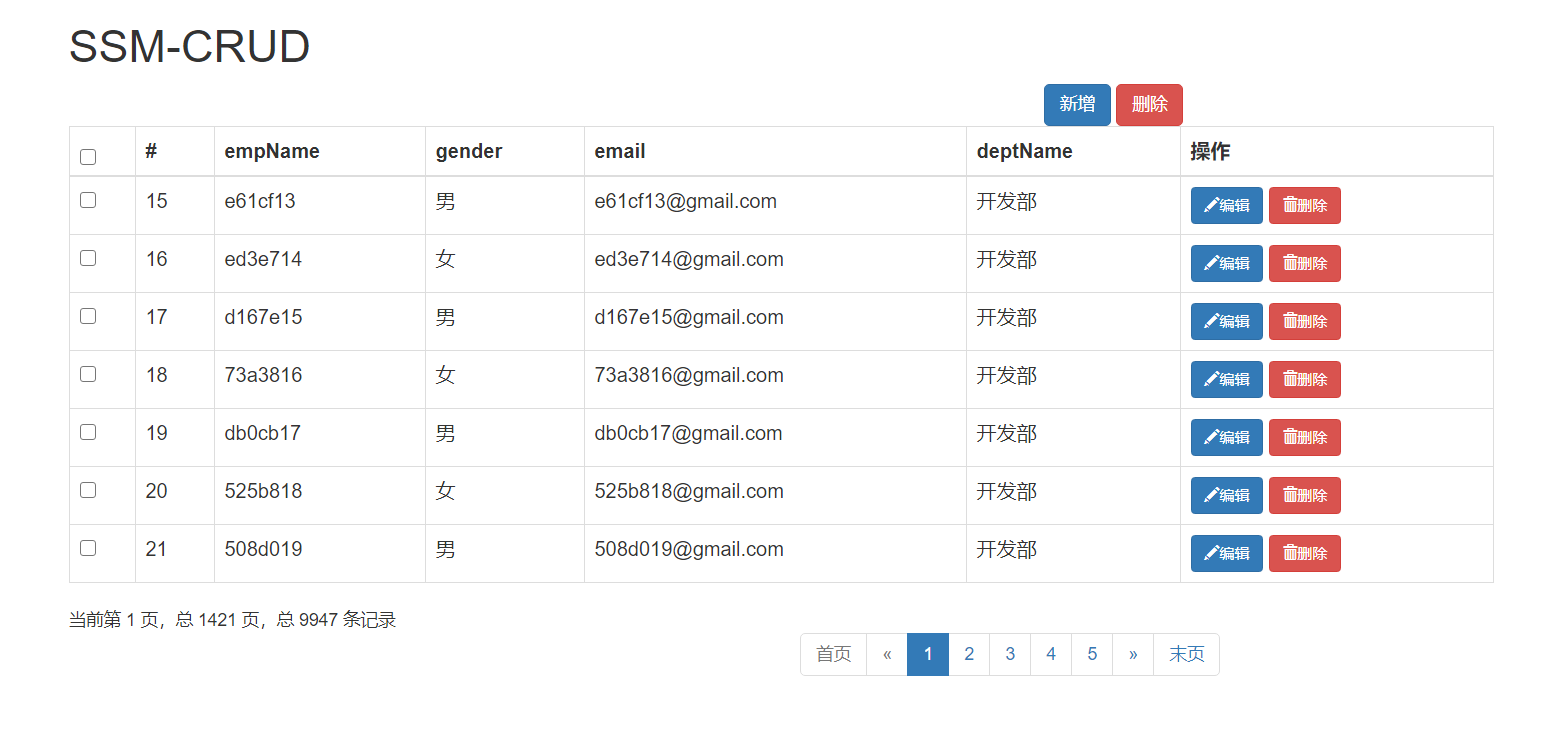 SSM-CRUD
新增 删除
# empName gender email deptName 操作
15 e61cf13 男 e61cf13@gmail.com 开发部 编辑 删除
16 ed3e714 女 ed3e714@gmail.com 开发部 编辑 删除
17 d167e15 男 d167e15@gmail.com 开发部 编辑 删除
18 73a3816 女 73a3816@gmail.com 开发部 编辑 删除
19 db0cb17 男 db0cb17@gmail.com 开发部 编辑 删除
20 525b818 女 525b818@gmail.com 开发部 编辑 删除
21 508d019 男 508d019@gmail.com 开发部 编辑 删除
当前第 1 页，总 1421 页，总 9947 条记录
首页 « 1 2 3 4 5 » 末页